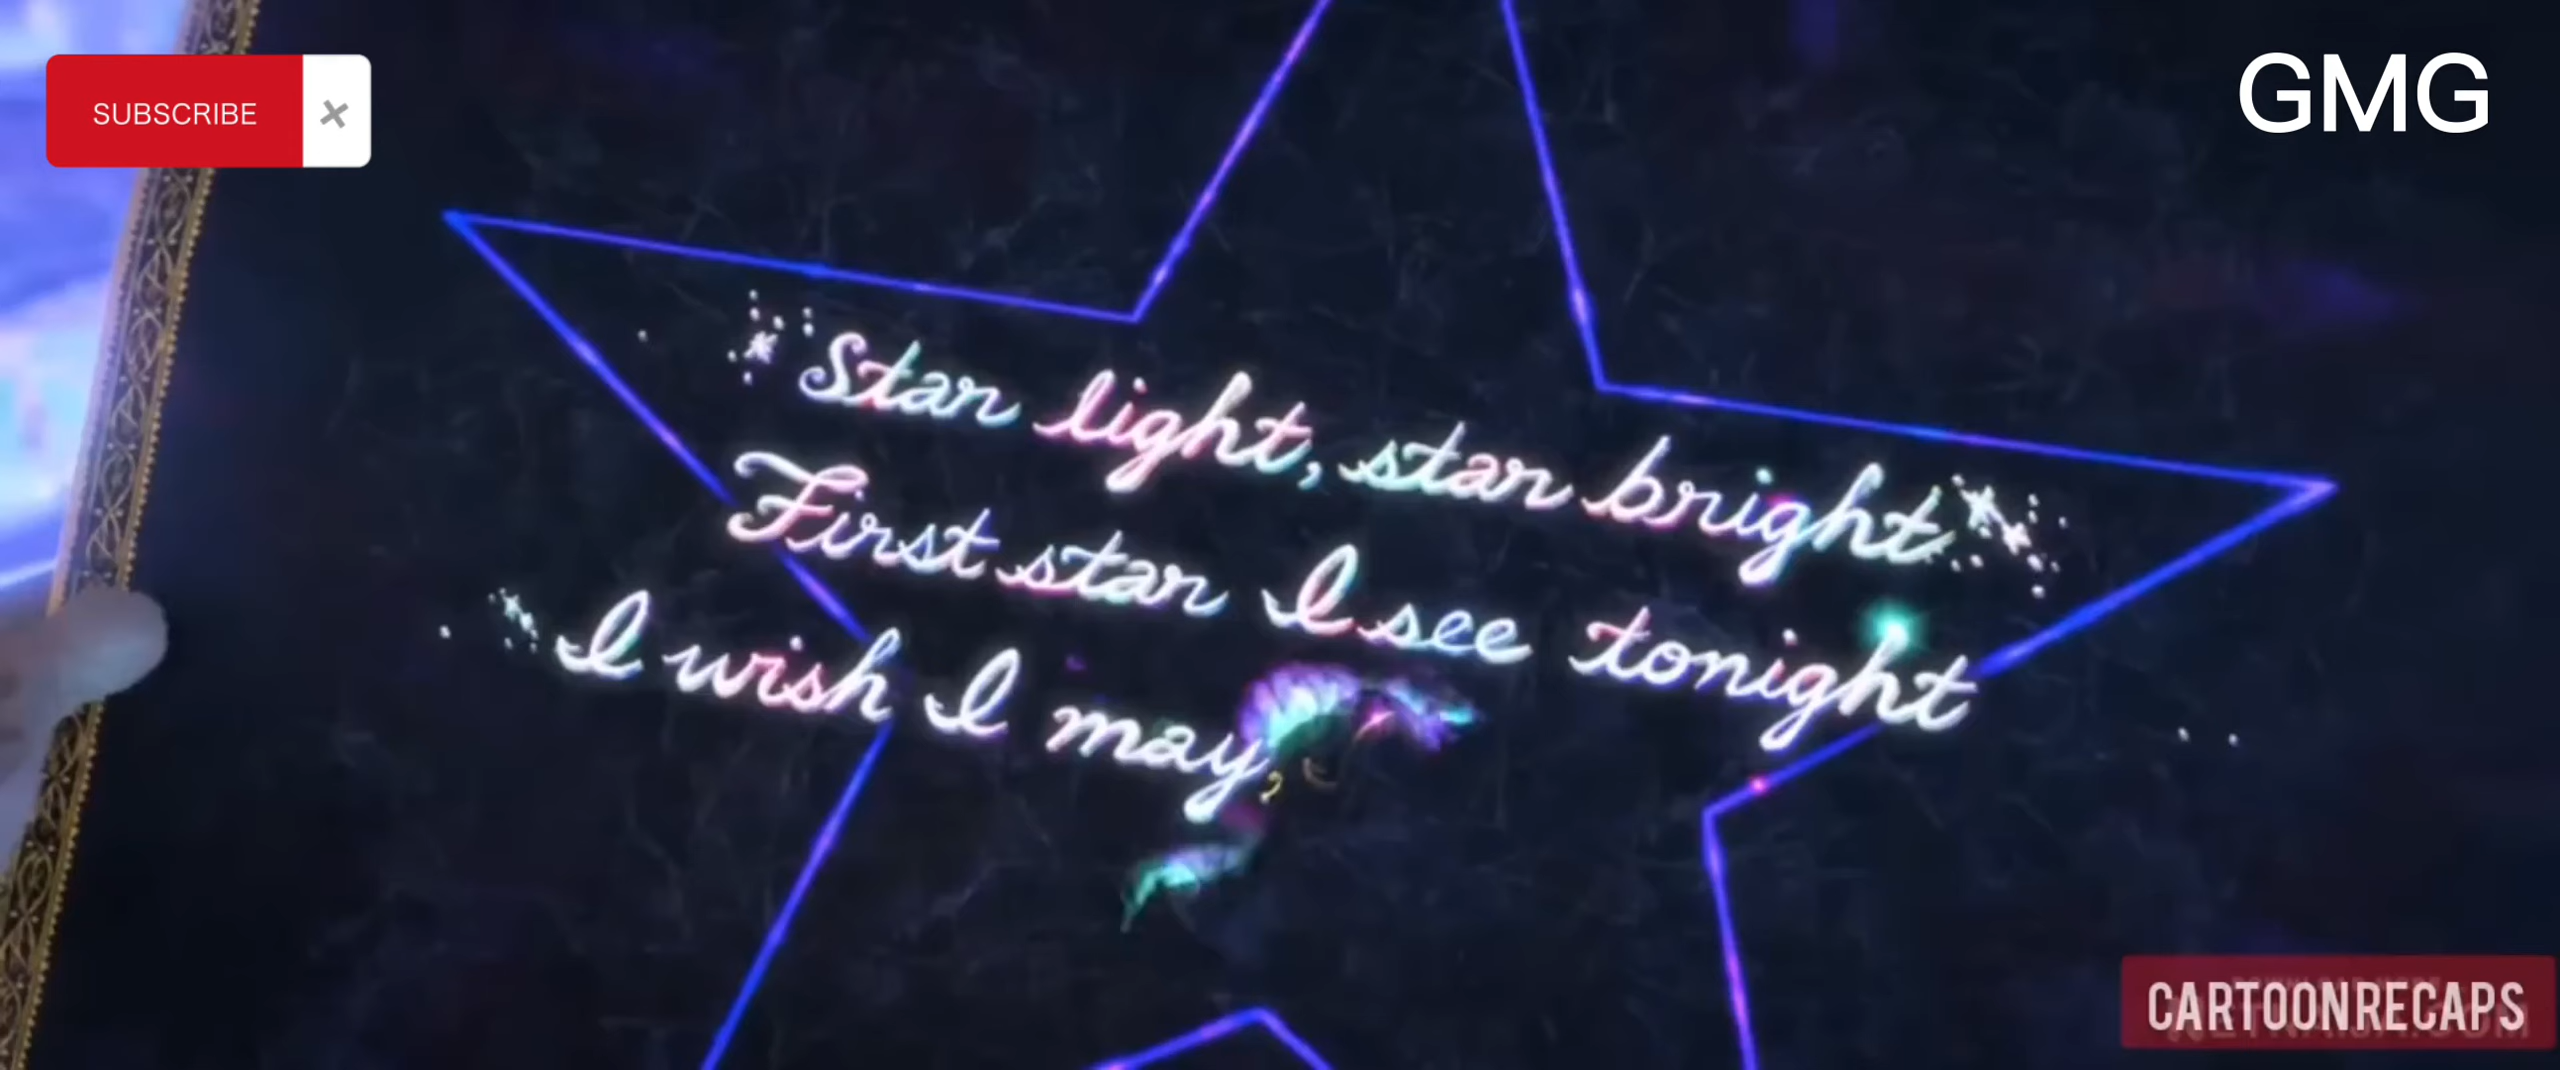 SUBSCRIBE
GMG
Star light, star bright
First star I see tonight
I wish I may,
CARTOONRECAPS